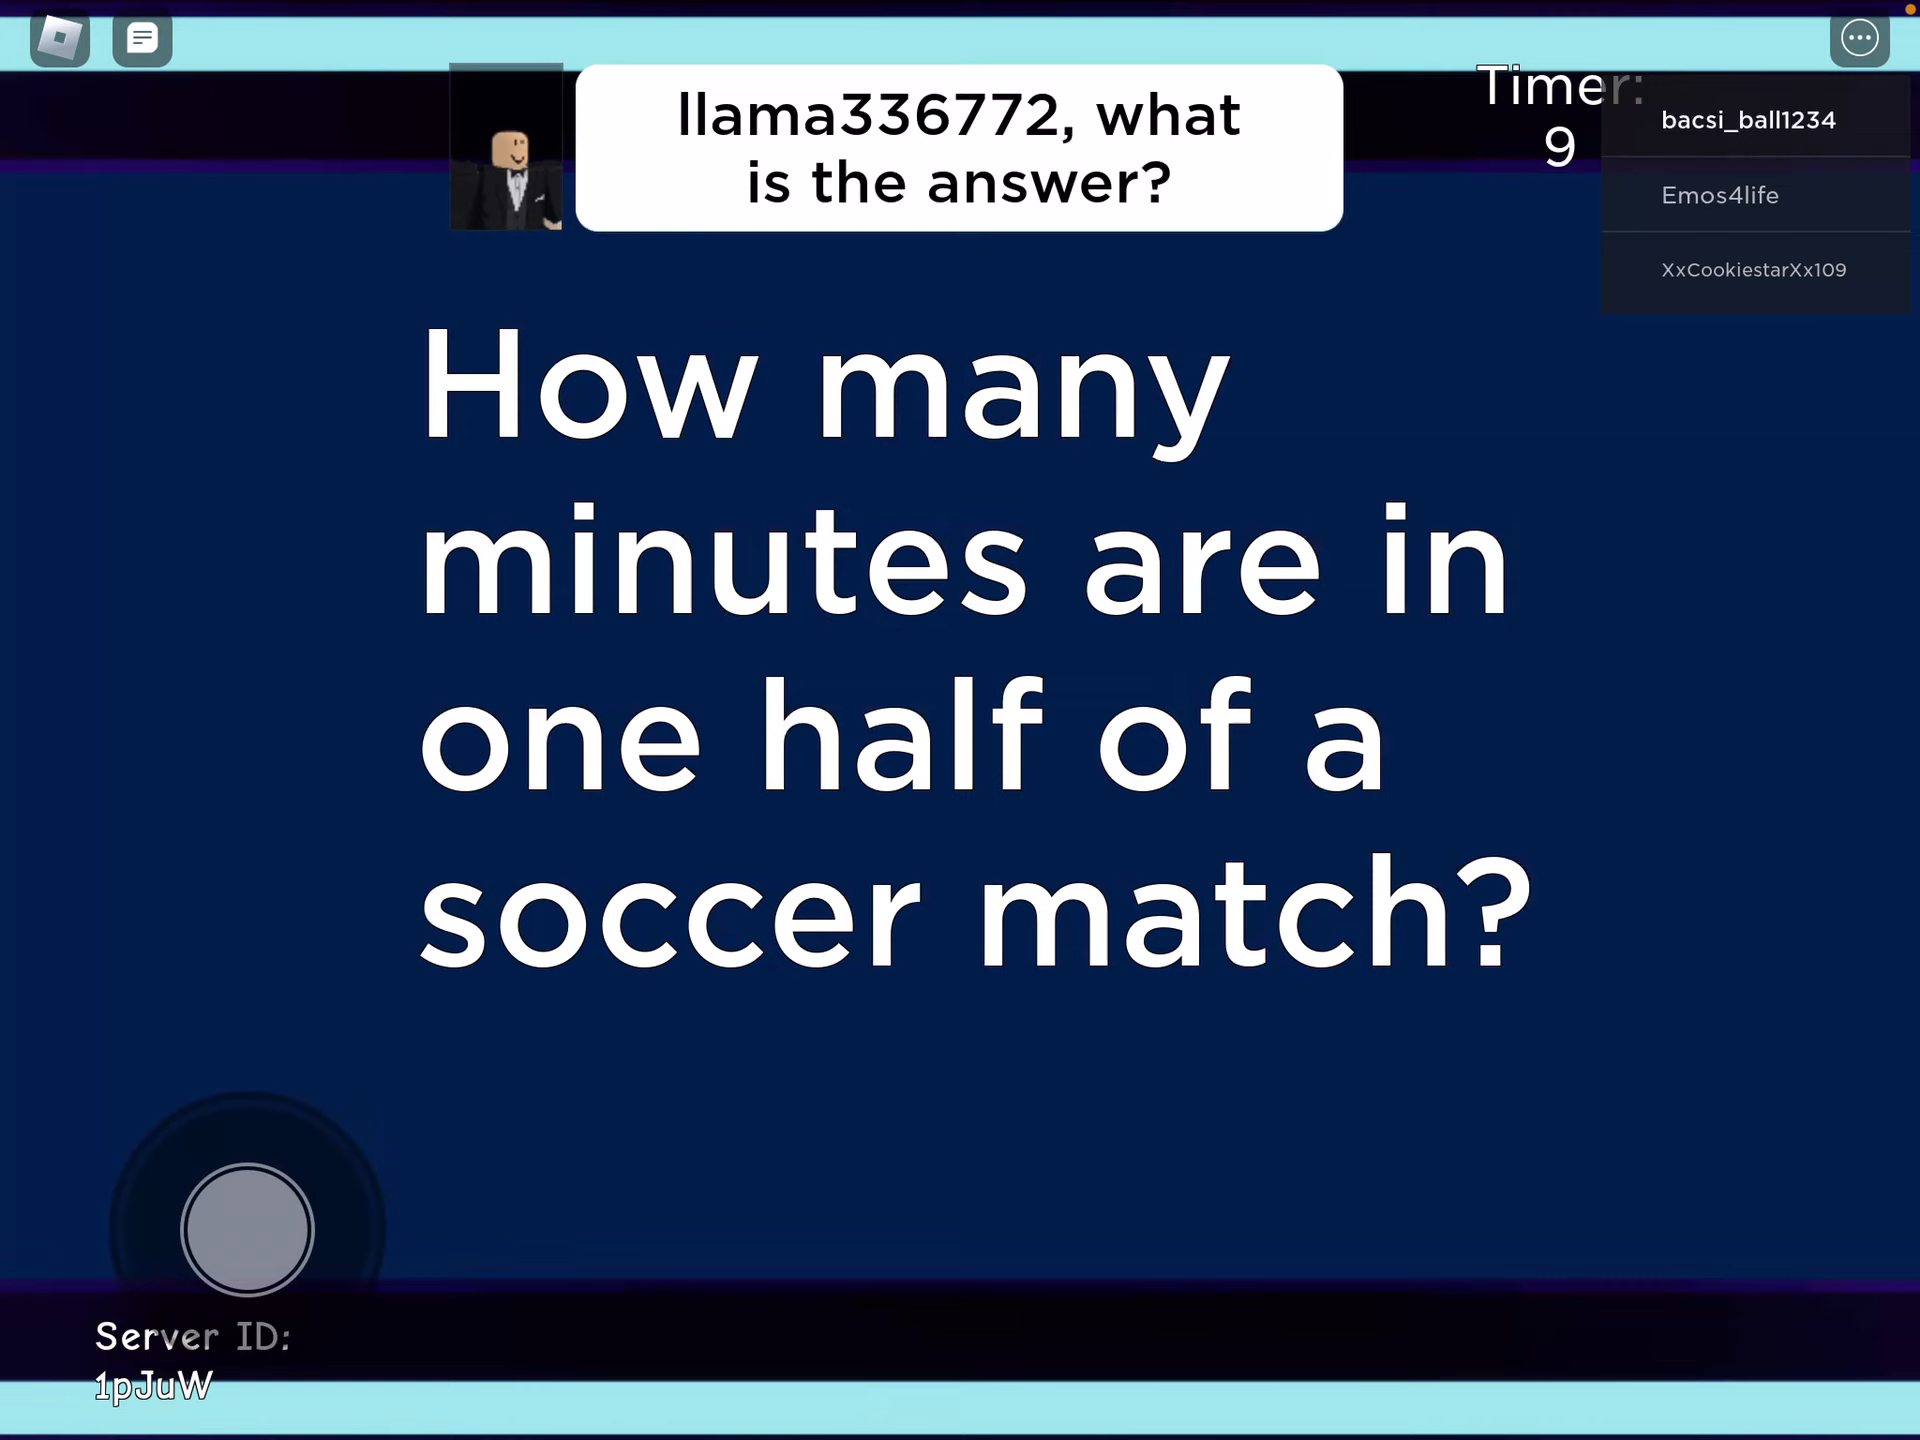 llama336772, what
is the answer?
Timer:
9
bacsi_ball1234
Emos4life
XxCookiestarXx109
How many
minutes are in
one half of a
soccer match?
Server ID:
1pJuW